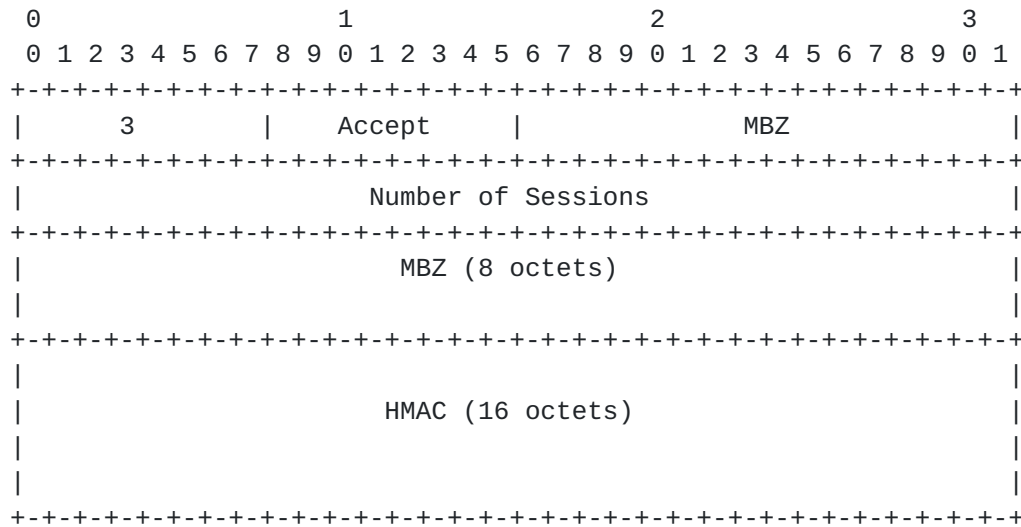 0                   1                   2                   3
 0 1 2 3 4 5 6 7 8 9 0 1 2 3 4 5 6 7 8 9 0 1 2 3 4 5 6 7 8 9 0 1
+-+-+-+-+-+-+-+-+-+-+-+-+-+-+-+-+-+-+-+-+-+-+-+-+-+-+-+-+-+-+-+-+
|      3        |    Accept     |              MBZ              |
+-+-+-+-+-+-+-+-+-+-+-+-+-+-+-+-+-+-+-+-+-+-+-+-+-+-+-+-+-+-+-+-+
|                      Number of Sessions                       |
+-+-+-+-+-+-+-+-+-+-+-+-+-+-+-+-+-+-+-+-+-+-+-+-+-+-+-+-+-+-+-+-+
|                        MBZ (8 octets)                         |
|                                                               |
+-+-+-+-+-+-+-+-+-+-+-+-+-+-+-+-+-+-+-+-+-+-+-+-+-+-+-+-+-+-+-+-+
|                                                               |
|                       HMAC (16 octets)                        |
|                                                               |
|                                                               |
+-+-+-+-+-+-+-+-+-+-+-+-+-+-+-+-+-+-+-+-+-+-+-+-+-+-+-+-+-+-+-+-+